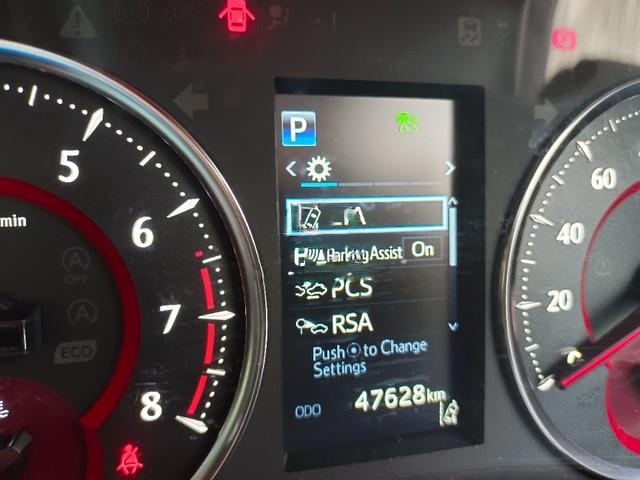 P
5
6
7
8
min
A
OFF
A
ECO
Parking Assist On
PCS
RSA
Push to Change
Settings
ODO 47628km
60
40
20